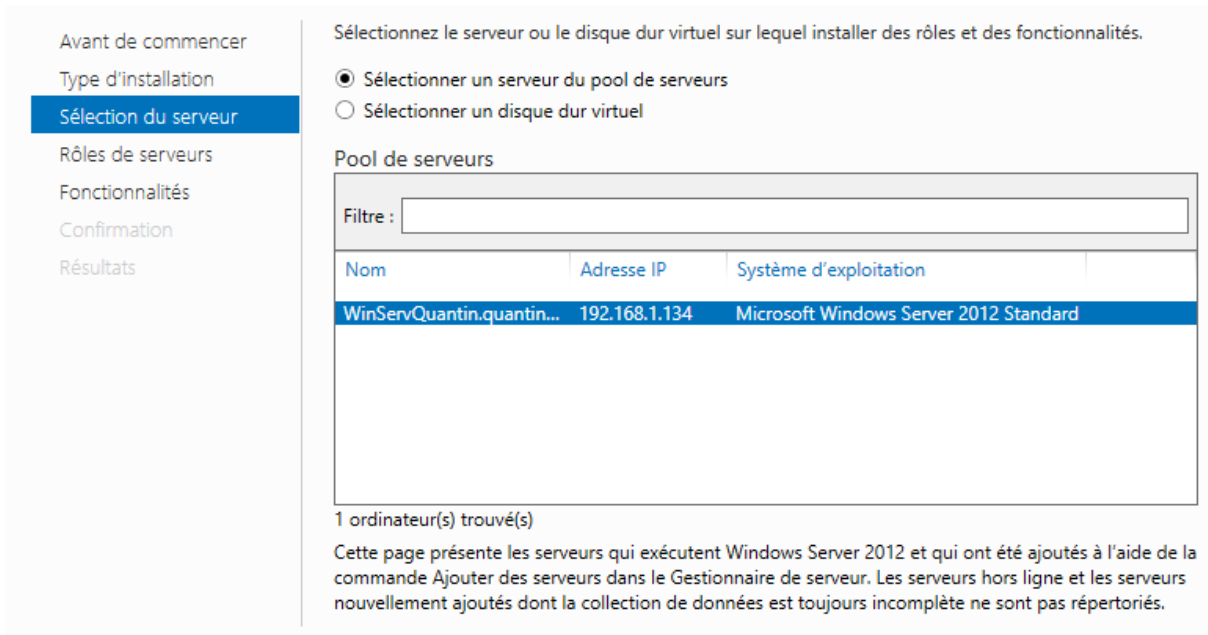 Avant de commencer
Type d'installation
Sélection du serveur
Rôles de serveurs
Fonctionnalités
Confirmation
Résultats
Sélectionnez le serveur ou le disque dur virtuel sur lequel installer des rôles et des fonctionnalités.
Sélectionner un serveur du pool de serveurs
Sélectionner un disque dur virtuel
Pool de serveurs
Filtre :
Nom Adresse IP Système d'exploitation
WinServQuantin.quantin... 192.168.1.134 Microsoft Windows Server 2012 Standard
1 ordinateur(s) trouvé(s)
Cette page présente les serveurs qui exécutent Windows Server 2012 et qui ont été ajoutés à l'aide de la
commande Ajouter des serveurs dans le Gestionnaire de serveur. Les serveurs hors ligne et les serveurs
nouvellement ajoutés dont la collection de données est toujours incomplète ne sont pas répertoriés.